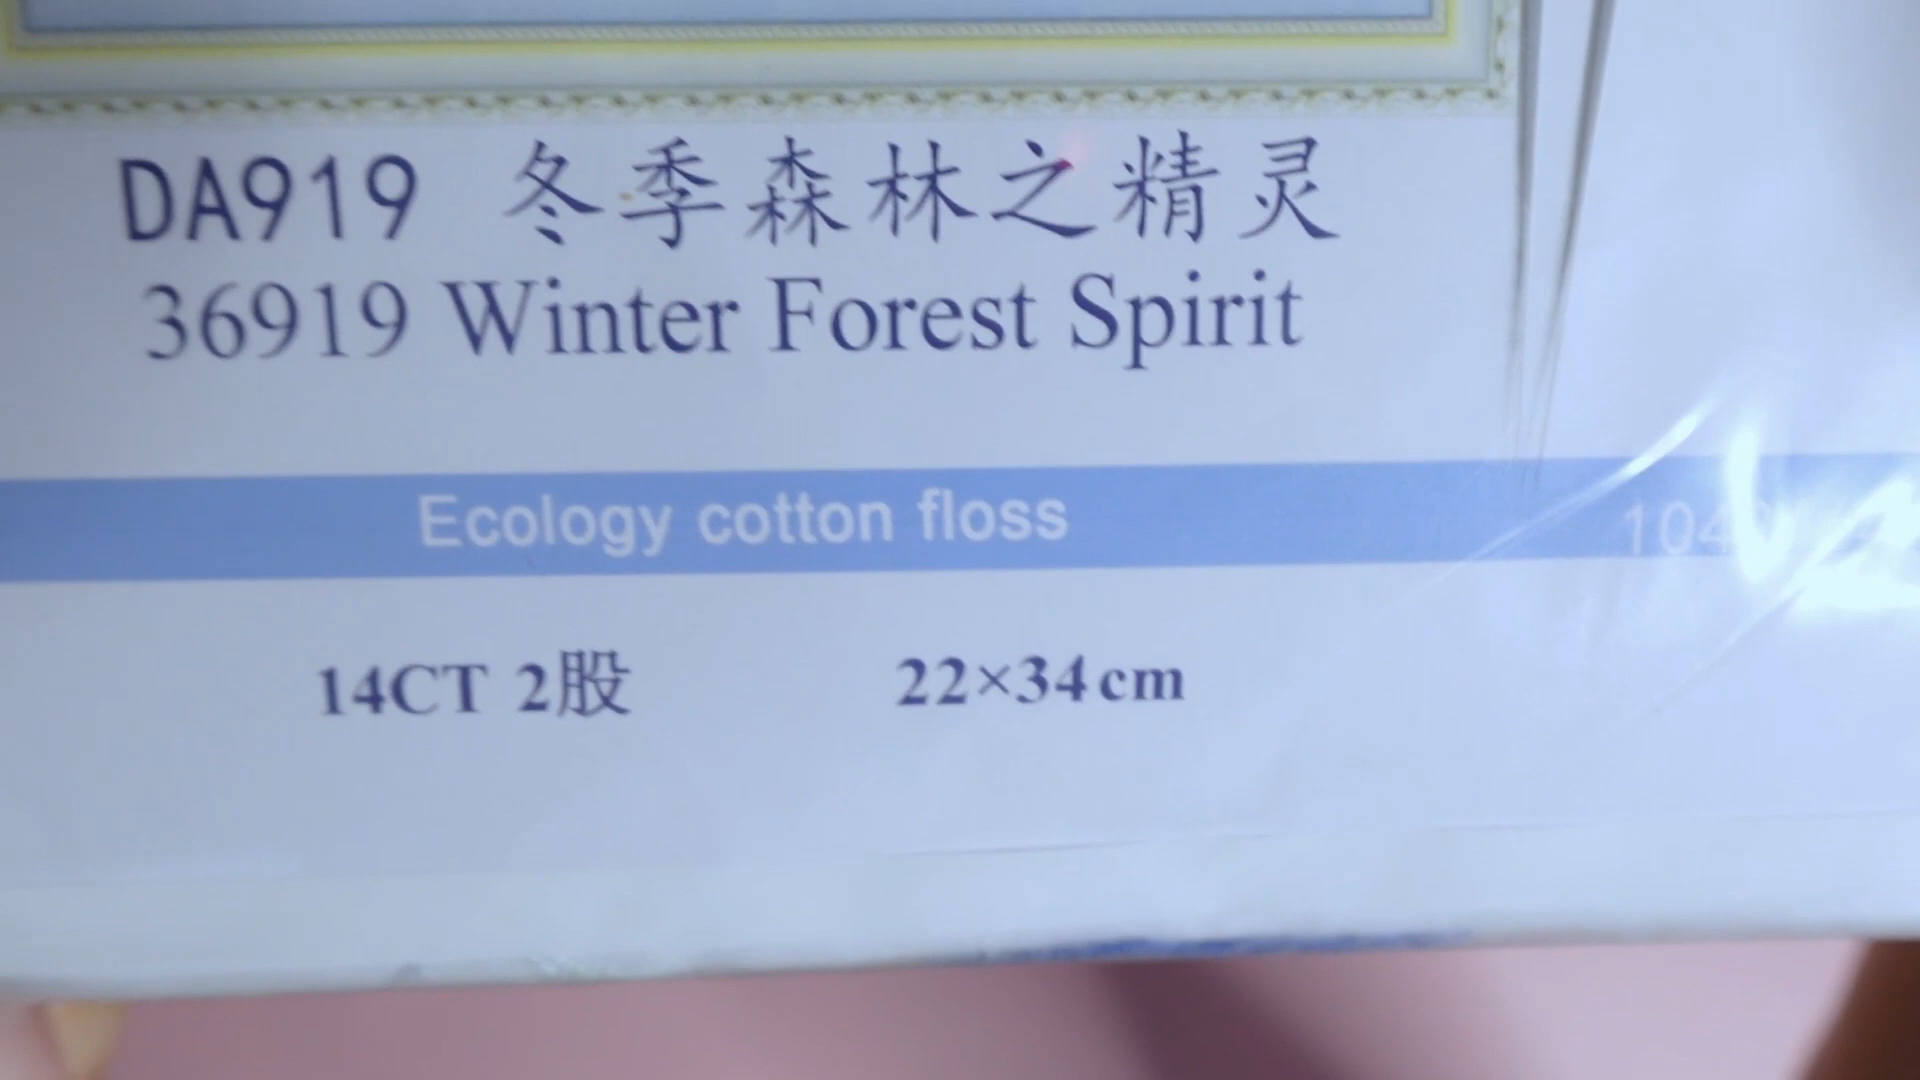 DA919 冬季森林之精灵
36919 Winter Forest Spirit
Ecology cotton floss
14CT 2股 22×34cm